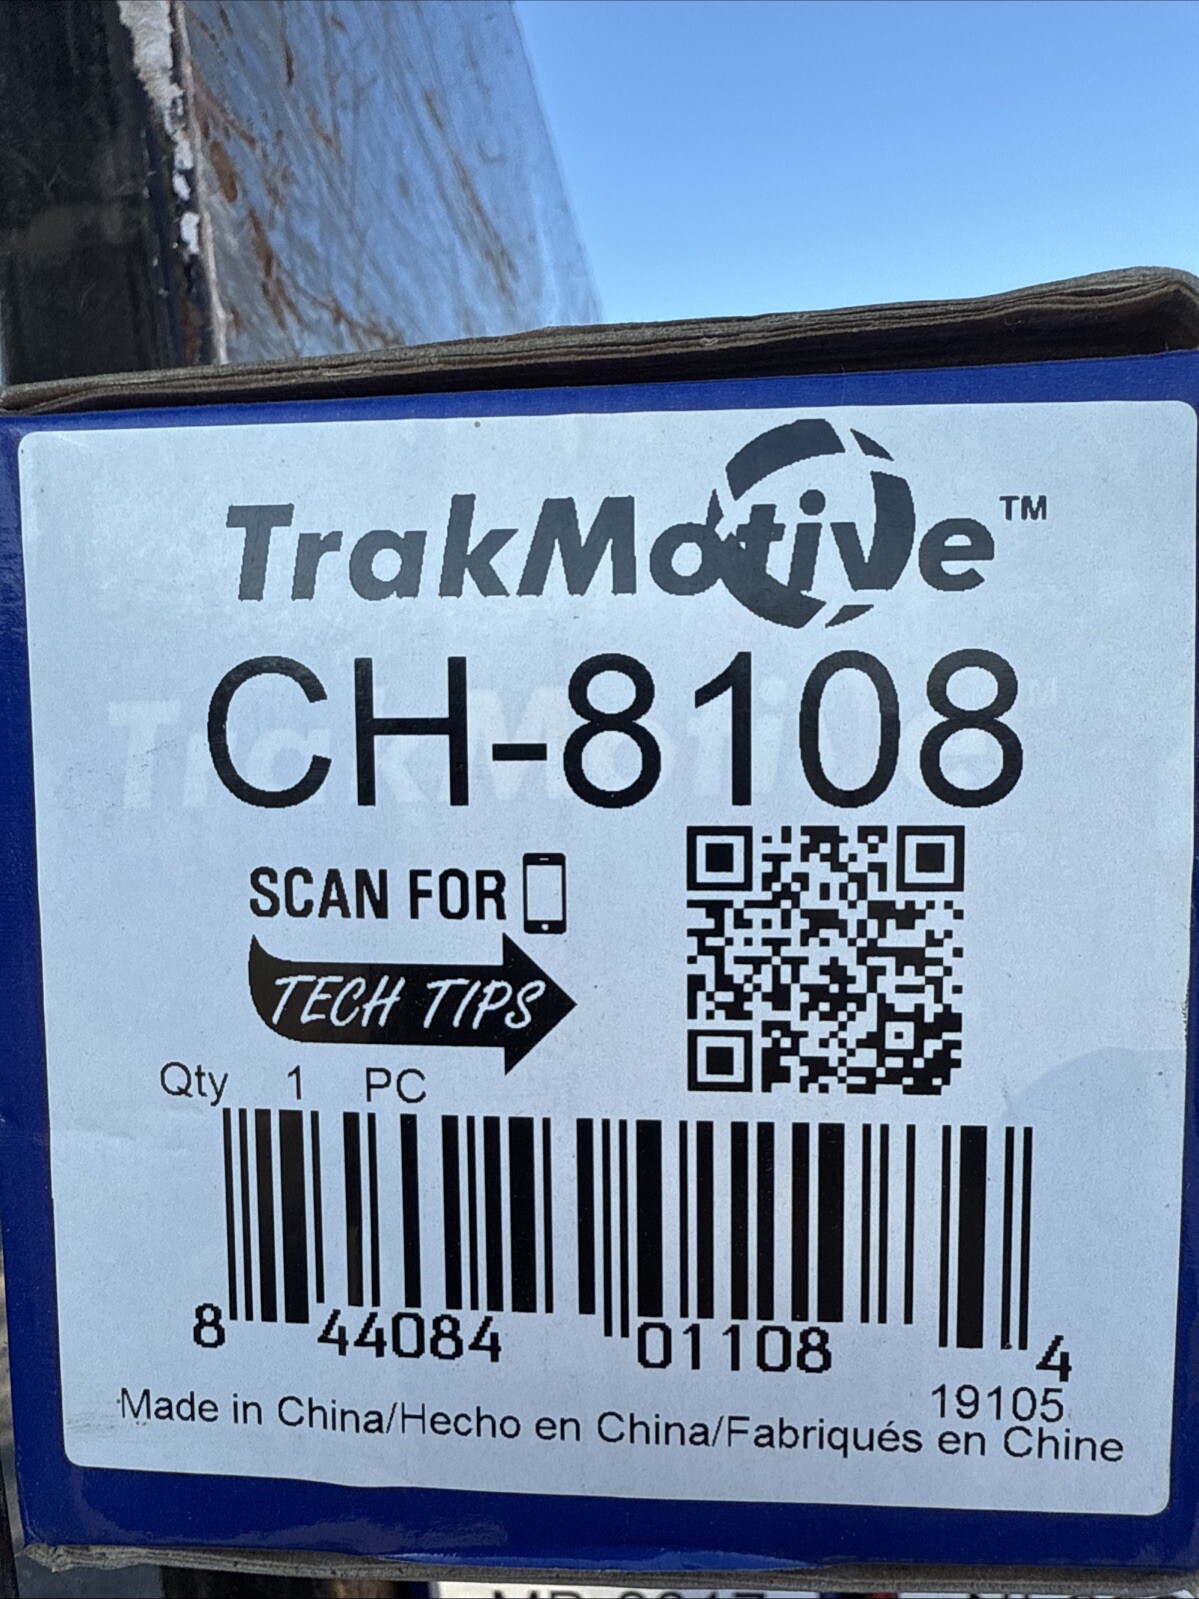 TrakMotive™
CH-8108
SCAN FOR
TECH TIPS
Qty 1 PC
8 44084 01108 4
19105
Made in China/Hecho en China/Fabriqués en Chine